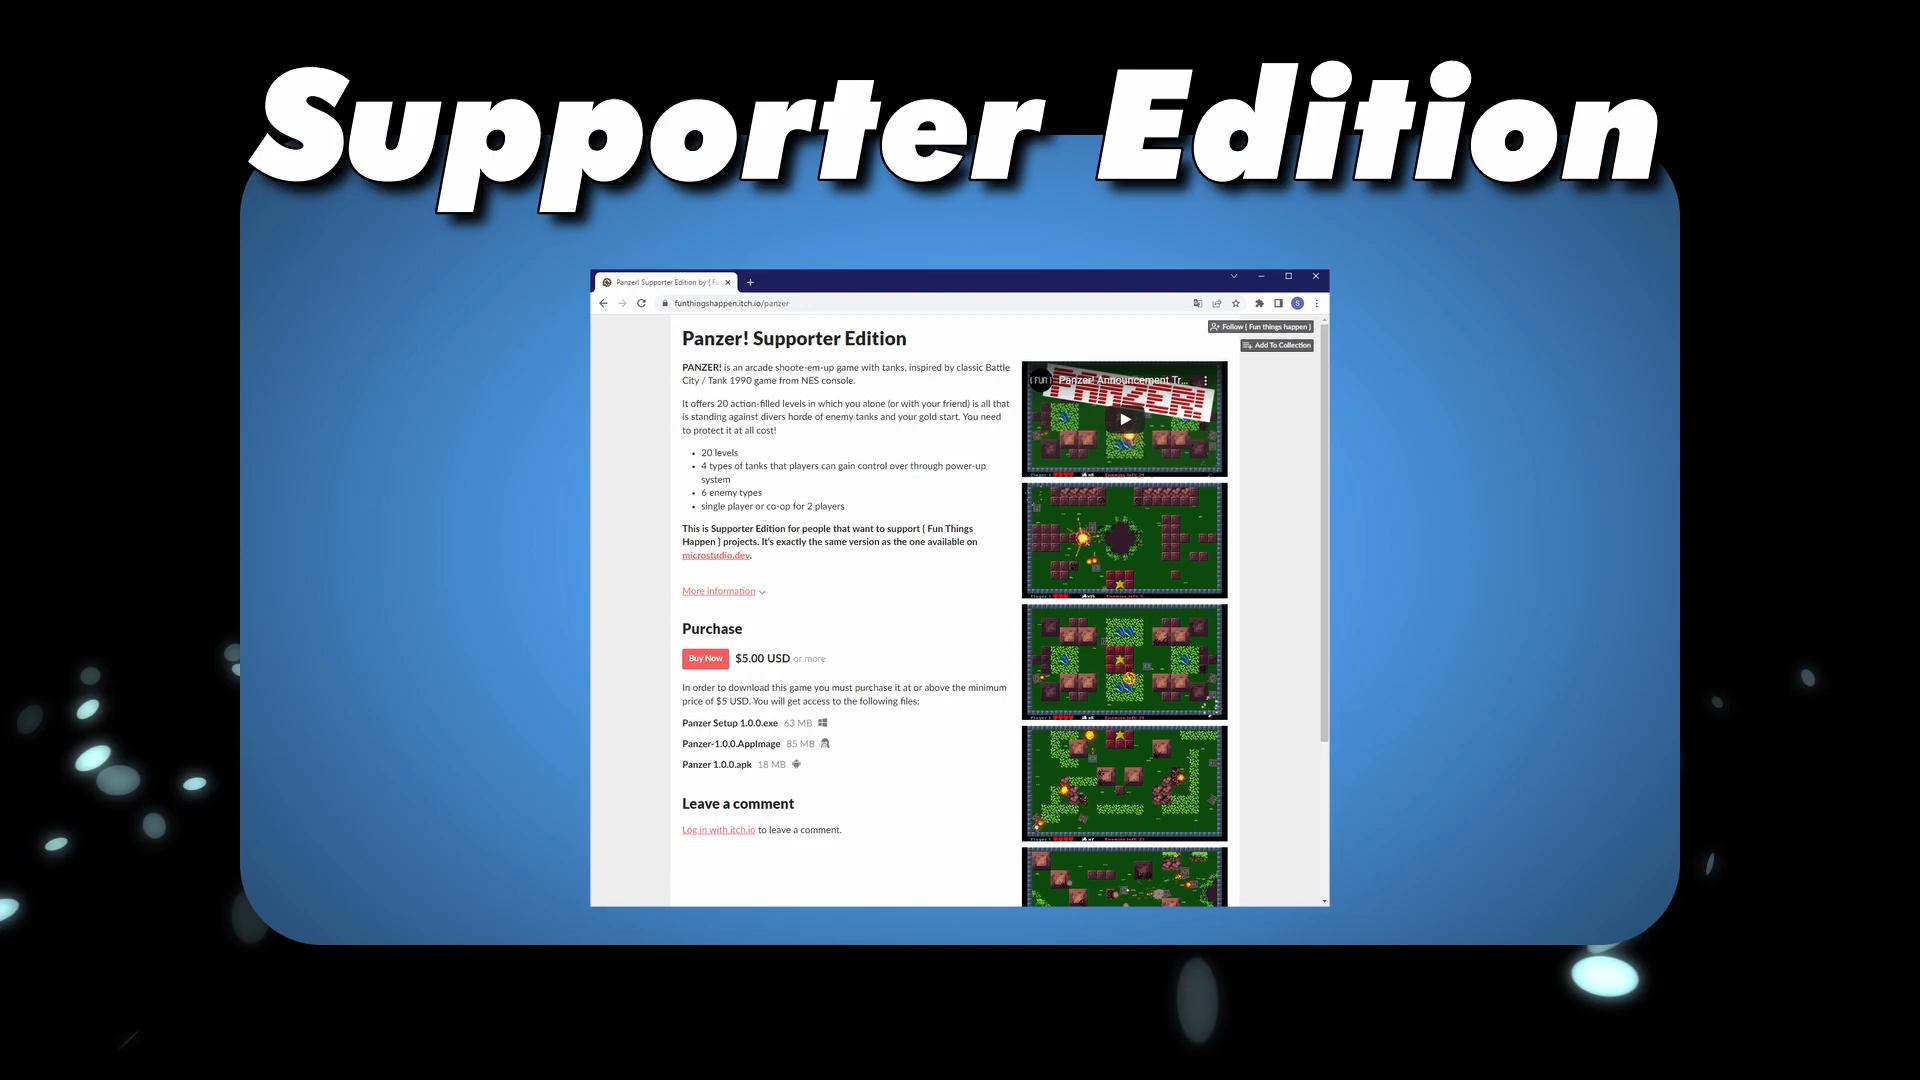 Supporter Edition
Panzer! Supporter Edition by { Fu
funthingshappen.itch.io/panzer
S
Follow { Fun things happen }
Add To Collection
Panzer! Supporter Edition
PANZER! is an arcade shoote-em-up game with tanks, inspired by classic Battle
City / Tank 1990 game from NES console.
It offers 20 action-filled levels in which you alone (or with your friend) is all that
is standing against divers horde of enemy tanks and your gold start. You need
to protect it at all cost!
• 20 levels
• 4 types of tanks that players can gain control over through power-up
system
• 6 enemy types
• single player or co-op for 2 players
This is Supporter Edition for people that want to support { Fun Things
Happen } projects. It's exactly the same version as the one available on
microstudio.dev.
More information
Purchase
Buy Now $5.00 USD or more
In order to download this game you must purchase it at or above the minimum
price of $5 USD. You will get access to the following files:
Panzer Setup 1.0.0.exe 63 MB
Panzer-1.0.0.AppImage 85 MB
Panzer 1.0.0.apk 18 MB
Leave a comment
Log in with itch.io to leave a comment.
{ FUN }
Panzer! Announcement Tr...
PANZER!